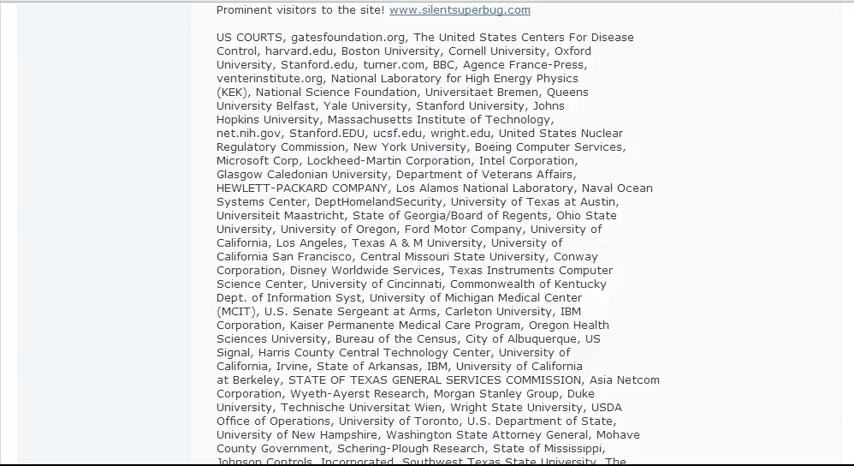 Prominent visitors to the site! www.silentsuperbug.com
US COURTS, gatesfoundation.org, The United States Centers For Disease
Control, harvard.edu, Boston University, Cornell University, Oxford
University, Stanford.edu, turner.com, BBC, Agence France-Press,
venterinstitute.org, National Laboratory for High Energy Physics
(KEK), National Science Foundation, Universitaet Bremen, Queens
University Belfast, Yale University, Stanford University, Johns
Hopkins University, Massachusetts Institute of Technology,
net.nih.gov, Stanford.EDU, ucsf.edu, wright.edu, United States Nuclear
Regulatory Commission, New York University, Boeing Computer Services,
Microsoft Corp, Lockheed-Martin Corporation, Intel Corporation,
Glasgow Caledonian University, Department of Veterans Affairs,
HEWLETT-PACKARD COMPANY, Los Alamos National Laboratory, Naval Ocean
Systems Center, DeptHomelandSecurity, University of Texas at Austin,
Universiteit Maastricht, State of Georgia/Board of Regents, Ohio State
University, University of Oregon, Ford Motor Company, University of
California, Los Angeles, Texas A & M University, University of
California San Francisco, Central Missouri State University, Conway
Corporation, Disney Worldwide Services, Texas Instruments Computer
Science Center, University of Cincinnati, Commonwealth of Kentucky
Dept. of Information Syst, University of Michigan Medical Center
(MCIT), U.S. Senate Sergeant at Arms, Carleton University, IBM
Corporation, Kaiser Permanente Medical Care Program, Oregon Health
Sciences University, Bureau of the Census, City of Albuquerque, US
Signal, Harris County Central Technology Center, University of
California, Irvine, State of Arkansas, IBM, University of California
at Berkeley, STATE OF TEXAS GENERAL SERVICES COMMISSION, Asia Netcom
Corporation, Wyeth-Ayerst Research, Morgan Stanley Group, Duke
University, Technische Universitat Wien, Wright State University, USDA
Office of Operations, University of Toronto, U.S. Department of State,
University of New Hampshire, Washington State Attorney General, Mohave
County Government, Schering-Plough Research, State of Mississippi,
Johnson Controls, Incorporated, Southwest Texas State University, The